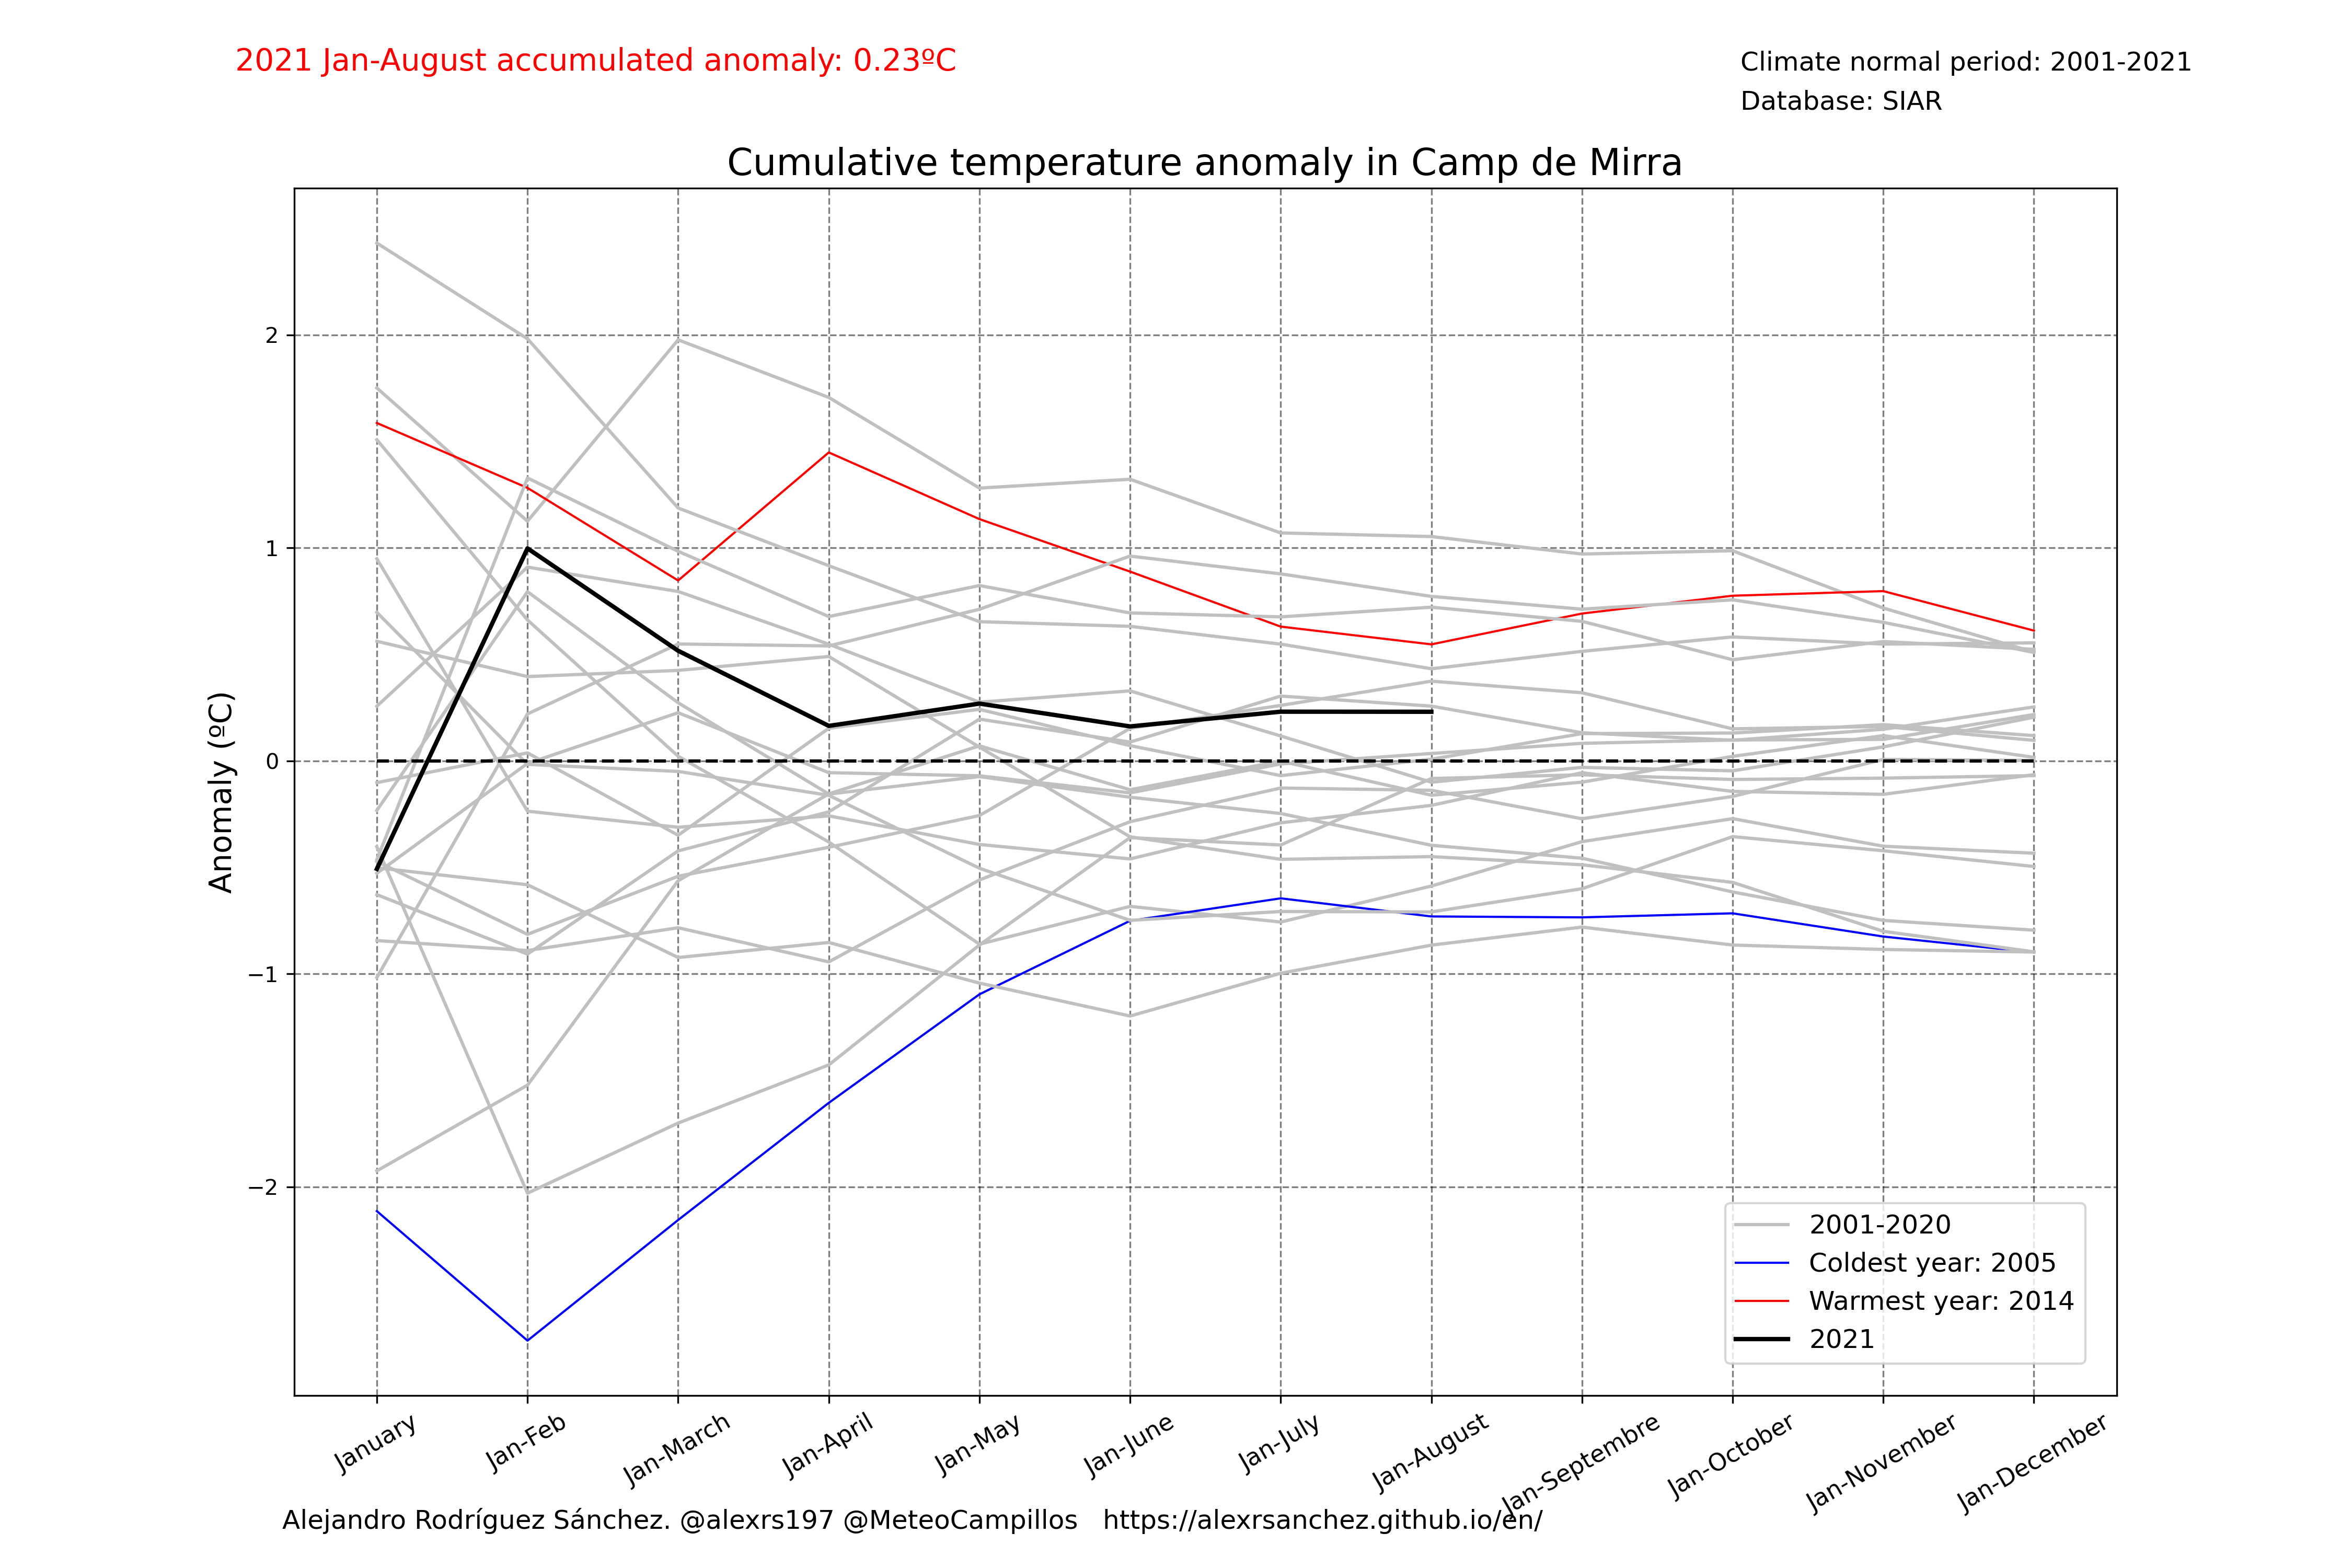 2021 Jan-August accumulated anomaly: 0.23ºC
Climate normal period: 2001-2021
Database: SIAR
Cumulative temperature anomaly in Camp de Mirra
Anomaly (ºC)
2
1
0
−1
−2
2001-2020
Coldest year: 2005
Warmest year: 2014
2021
January
Jan-Feb
Jan-March
Jan-April
Jan-May
Jan-June
Jan-July
Jan-August
Jan-Septembre
Jan-October
Jan-November
Jan-December
Alejandro Rodríguez Sánchez. @alexrs197 @MeteoCampillos https://alexrsanchez.github.io/en/